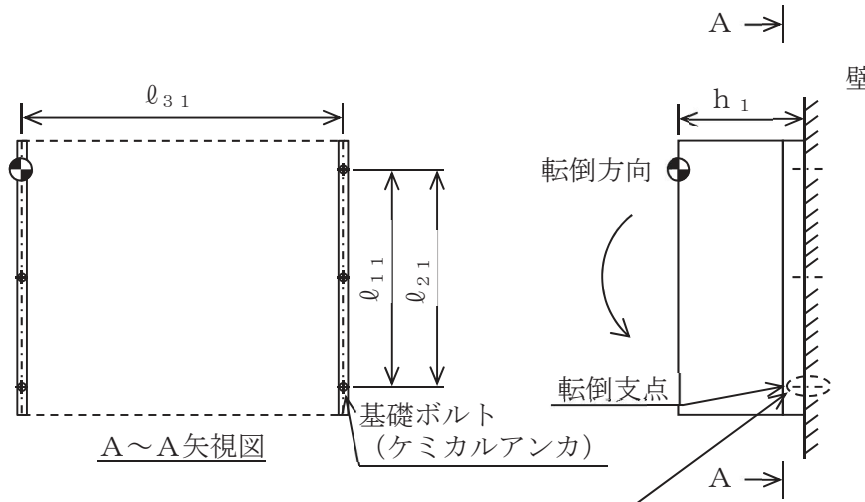 A
壁
ℓ31
h1
転倒方向
ℓ11
ℓ21
転倒支点
基礎ボルト
(ケミカルアンカ)
A~A矢視図
A